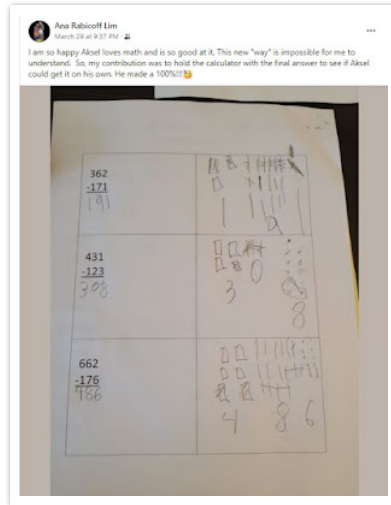 Ana Rabicoff Lim
March 29 at 9:37 PM ·
I am so happy Aksel loves math and is so good at it. This new "way" is impossible for me to
understand. So, my contribution was to hold the calculator with the final answer to see if Aksel
could get it on his own. He made a 100%!!!
362
-171
191
1 9 1
431
-123
308
3 0 8
662
-176
486
4 8 6